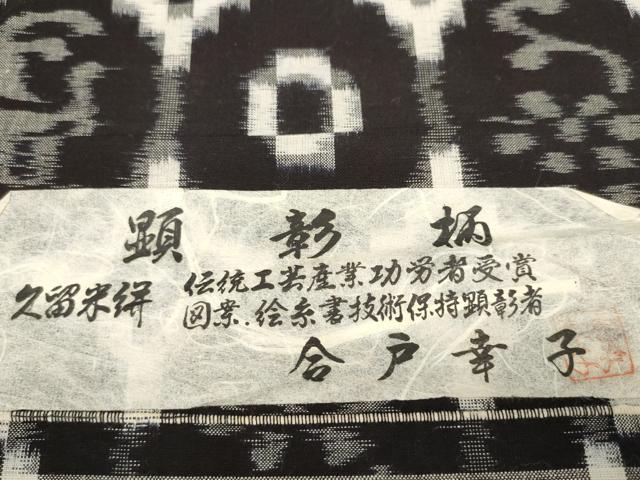 顕彰柄
久留米絣 伝統工芸産業功労者受賞
図案.絵糸書技術保持顕彰者
合戸幸子